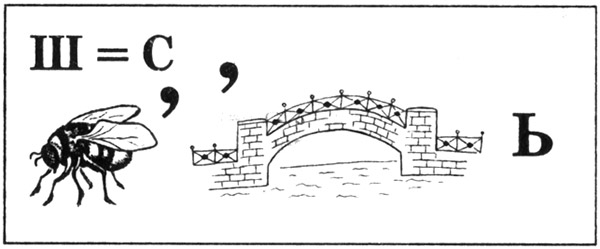 Ш = С
, ,
Ь